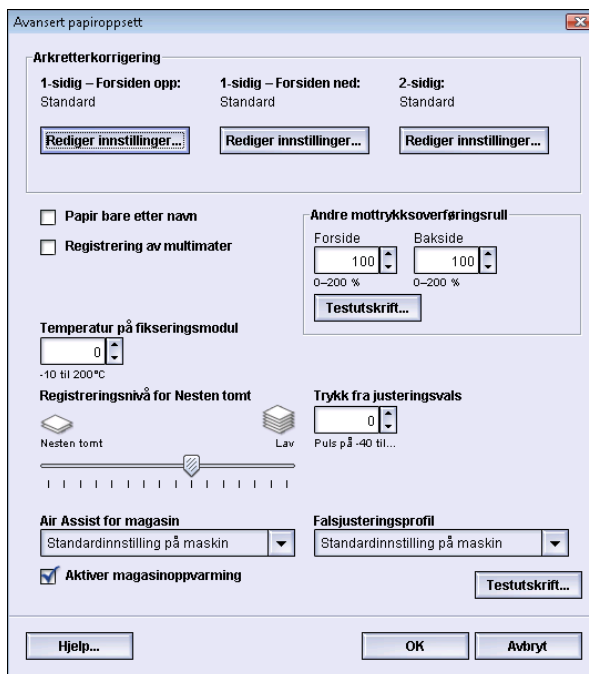 Avansert papiroppsett
Arkretterkorrigering
1-sidig – Forsiden opp: 1-sidig – Forsiden ned: 2-sidig:
Standard Standard Standard
Rediger innstillinger... Rediger innstillinger... Rediger innstillinger...
Papir bare etter navn
Registrering av multimater
Andre mottrykksoverføringsrull
Forside Bakside
100 100
0–200 % 0–200 %
Testutskrift...
Temperatur på fikseringsmodul
0
-10 til 200°C
Registreringsnivå for Nesten tomt
Nesten tomt Lav
Trykk fra justeringsvals
0
Puls på -40 til...
Air Assist for magasin
Standardinnstilling på maskin
Falsjusteringsprofil
Standardinnstilling på maskin
Aktiver magasinoppvarming
Testutskrift...
Hjelp... OK Avbryt